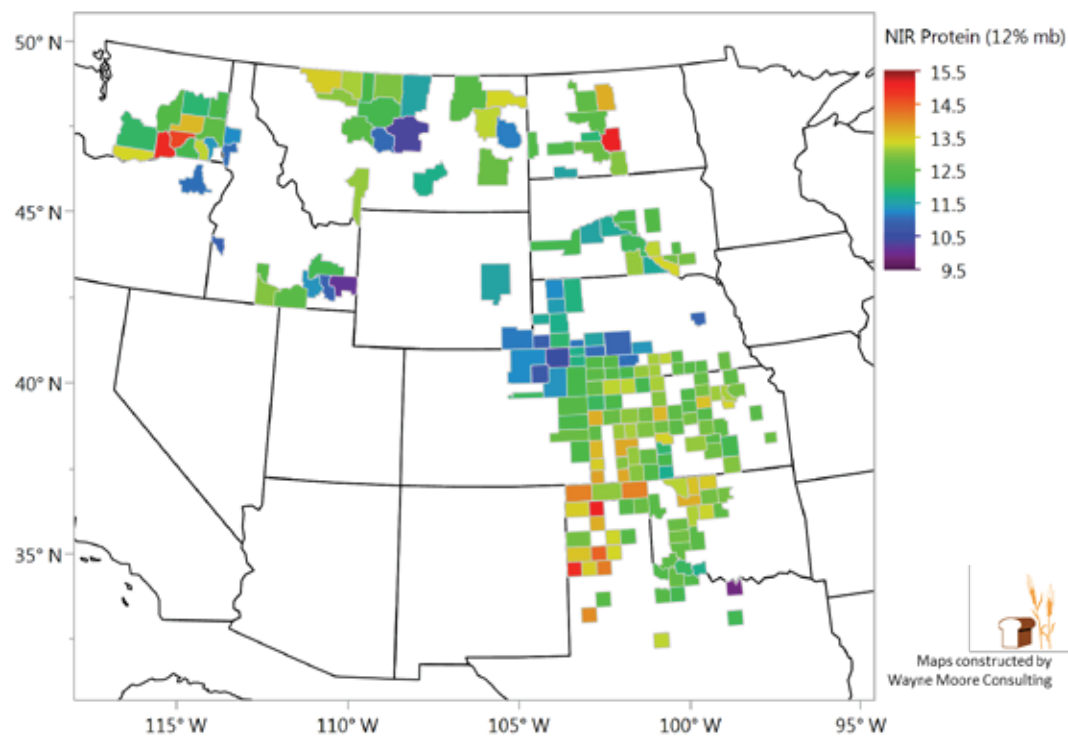 NIR Protein (12% mb)
50° N
45° N
40° N
35° N
15.5
14.5
13.5
12.5
11.5
10.5
9.5
115° W
110° W
105° W
100° W
95° W
Maps constructed by
Wayne Moore Consulting